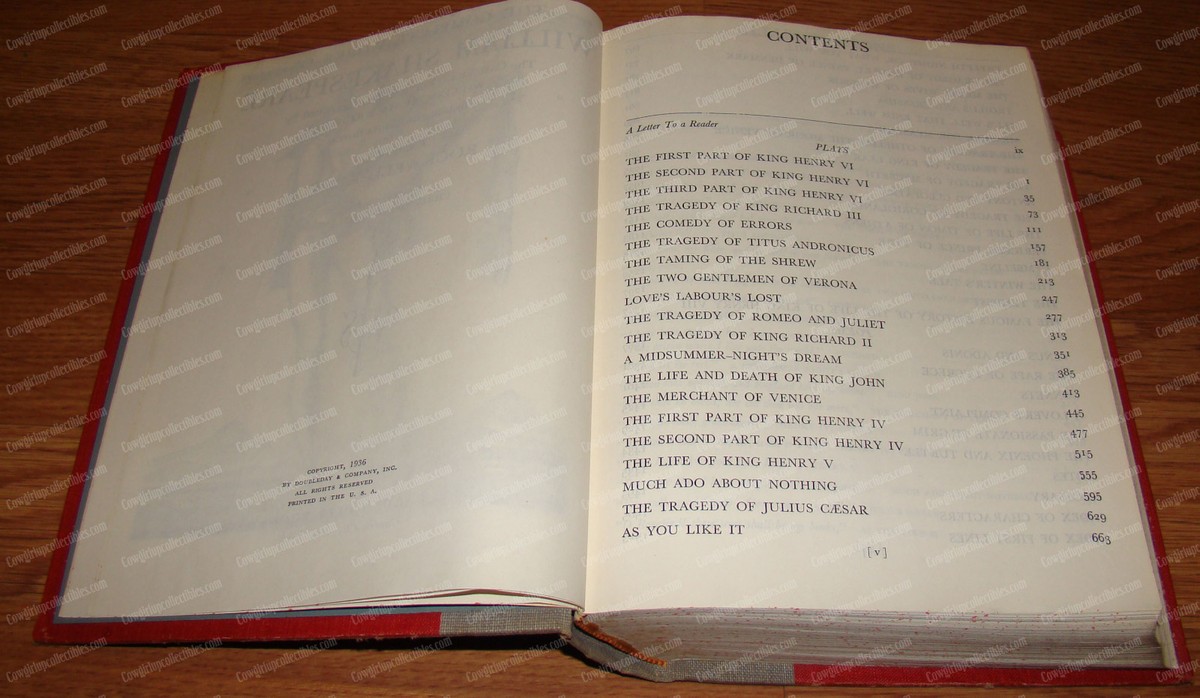 COPYRIGHT, 1936
BY DOUBLEDAY & COMPANY, INC.
ALL RIGHTS RESERVED
PRINTED IN THE U. S. A.
CONTENTS
A Letter To a Reader ix
PLAYS
THE FIRST PART OF KING HENRY VI 1
THE SECOND PART OF KING HENRY VI 35
THE THIRD PART OF KING HENRY VI 73
THE TRAGEDY OF KING RICHARD III 111
THE COMEDY OF ERRORS 157
THE TRAGEDY OF TITUS ANDRONICUS 181
THE TAMING OF THE SHREW 213
THE TWO GENTLEMEN OF VERONA 247
LOVE'S LABOUR'S LOST 277
THE TRAGEDY OF ROMEO AND JULIET 313
THE TRAGEDY OF KING RICHARD II 351
A MIDSUMMER–NIGHT'S DREAM 385
THE LIFE AND DEATH OF KING JOHN 413
THE MERCHANT OF VENICE 445
THE FIRST PART OF KING HENRY IV 477
THE SECOND PART OF KING HENRY IV 515
THE LIFE OF KING HENRY V 555
MUCH ADO ABOUT NOTHING 595
THE TRAGEDY OF JULIUS CÆSAR 629
AS YOU LIKE IT 663
[v]
Cowgirlupcollectibles.com